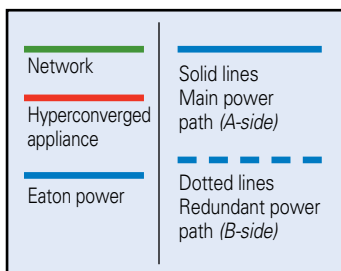 Network
Hyperconverged
appliance
Eaton power
Solid lines
Main power
path (A-side)
Dotted lines
Redundant power
path (B-side)